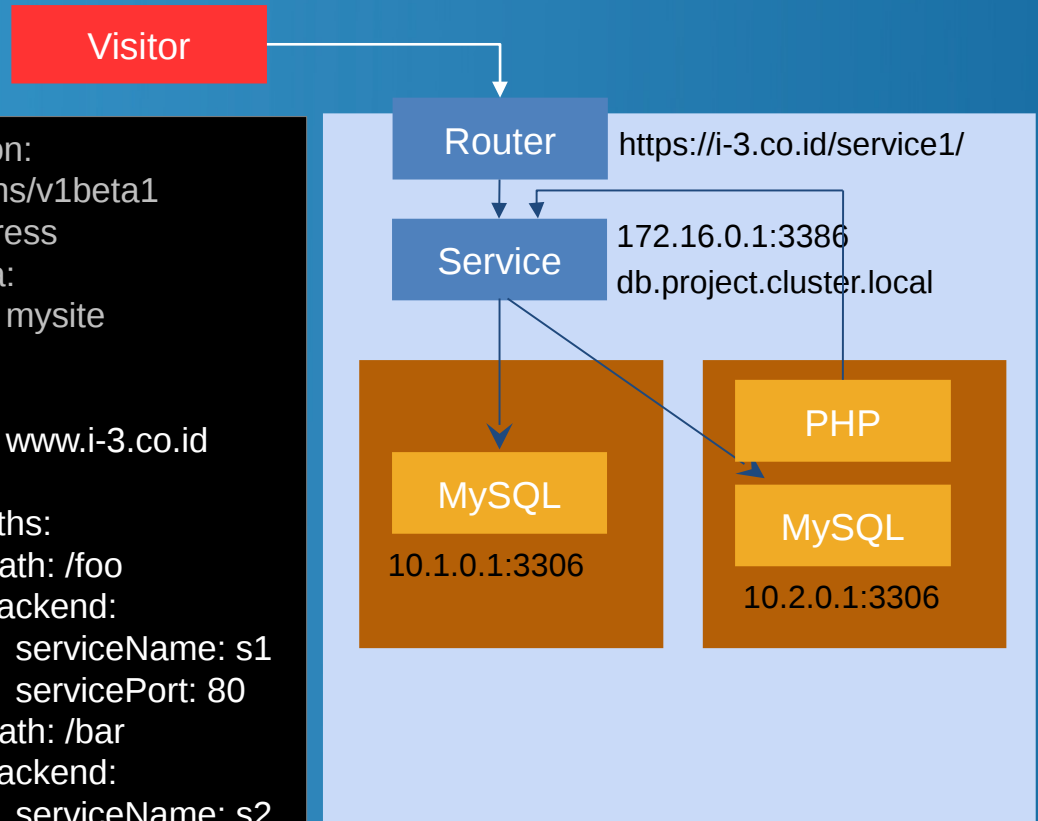 Visitor
on:
ns/v1beta1
ress
a:
mysite
www.i-3.co.id
ths:
ath: /foo
ackend:
serviceName: s1
servicePort: 80
ath: /bar
ackend:
serviceName: s2
Router
https://i-3.co.id/service1/
Service
172.16.0.1:3386
db.project.cluster.local
MySQL
10.1.0.1:3306
PHP
MySQL
10.2.0.1:3306